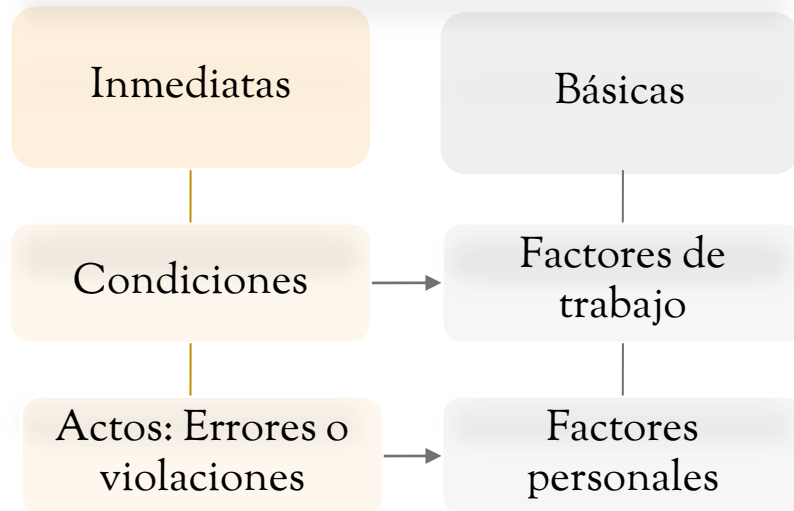 Inmediatas
Básicas
Condiciones
Factores de
trabajo
Actos: Errores o
violaciones
Factores
personales